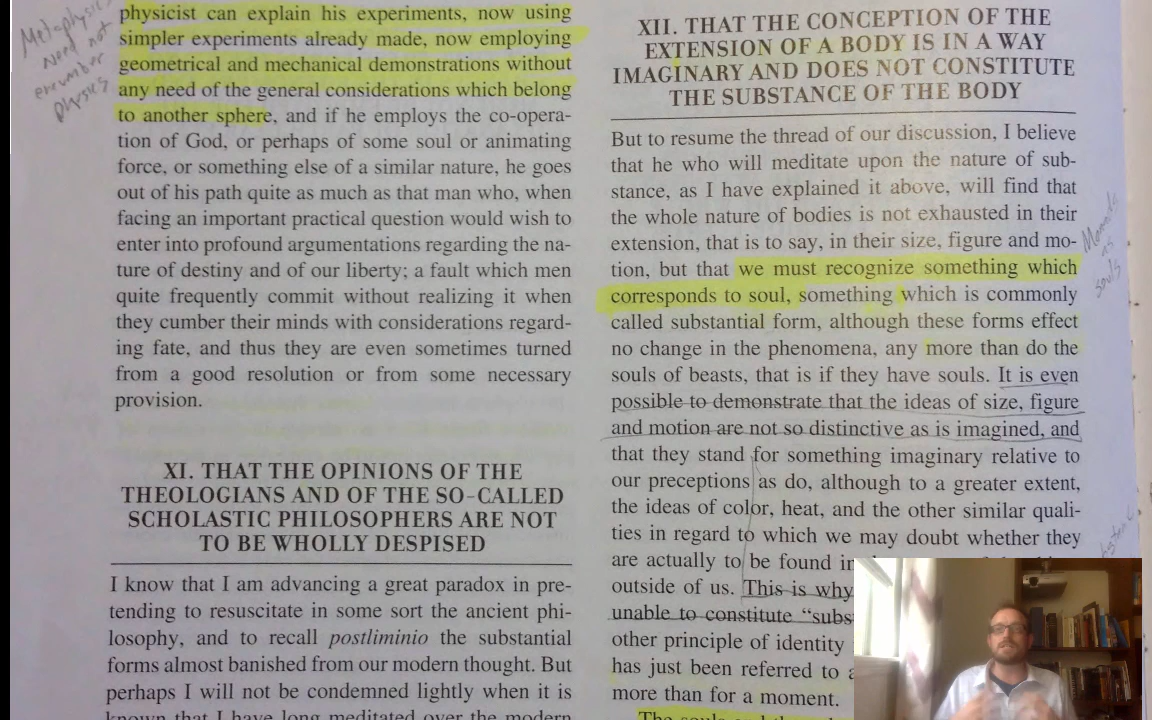 Metaphysics
need not
encumber
physics
physicist can explain his experiments, now using
simpler experiments already made, now employing
geometrical and mechanical demonstrations without
any need of the general considerations which belong
to another sphere, and if he employs the co-opera-
tion of God, or perhaps of some soul or animating
force, or something else of a similar nature, he goes
out of his path quite as much as that man who, when
facing an important practical question would wish to
enter into profound argumentations regarding the na-
ture of destiny and of our liberty; a fault which men
quite frequently commit without realizing it when
they cumber their minds with considerations regard-
ing fate, and thus they are even sometimes turned
from a good resolution or from some necessary
provision.
XI. THAT THE OPINIONS OF THE
THEOLOGIANS AND OF THE SO-CALLED
SCHOLASTIC PHILOSOPHERS ARE NOT
TO BE WHOLLY DESPISED
I know that I am advancing a great paradox in pre-
tending to resuscitate in some sort the ancient phi-
losophy, and to recall postliminio the substantial
forms almost banished from our modern thought. But
perhaps I will not be condemned lightly when it is
known that I have long meditated over the modern
XII. THAT THE CONCEPTION OF THE
EXTENSION OF A BODY IS IN A WAY
IMAGINARY AND DOES NOT CONSTITUTE
THE SUBSTANCE OF THE BODY
But to resume the thread of our discussion, I believe
that he who will meditate upon the nature of sub-
stance, as I have explained it above, will find that
the whole nature of bodies is not exhausted in their
extension, that is to say, in their size, figure and mo-
tion, but that we must recognize something which
corresponds to soul, something which is commonly
called substantial form, although these forms effect
no change in the phenomena, any more than do the
souls of beasts, that is if they have souls. It is even
possible to demonstrate that the ideas of size, figure
and motion are not so distinctive as is imagined, and
that they stand for something imaginary relative to
our preceptions as do, although to a greater extent,
the ideas of color, heat, and the other similar quali-
ties in regard to which we may doubt whether they
are actually to be found in
outside of us. This is why
unable to constitute "subs
other principle of identity
has just been referred to
more than for a moment.
The souls and
Monads
as
souls